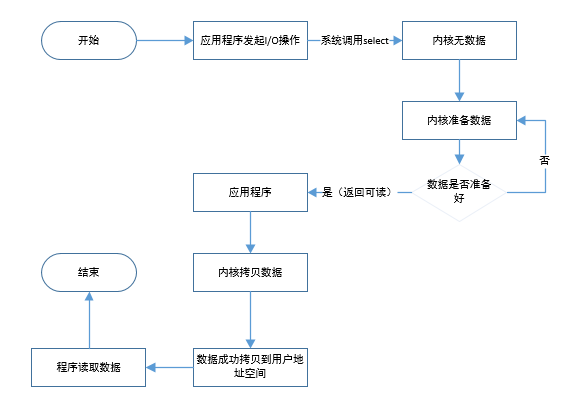 开始
应用程序发起I/O操作
系统调用select
内核无数据
内核准备数据
否
数据是否准备
好
是（返回可读）
应用程序
内核拷贝数据
结束
数据成功拷贝到用户地
址空间
程序读取数据